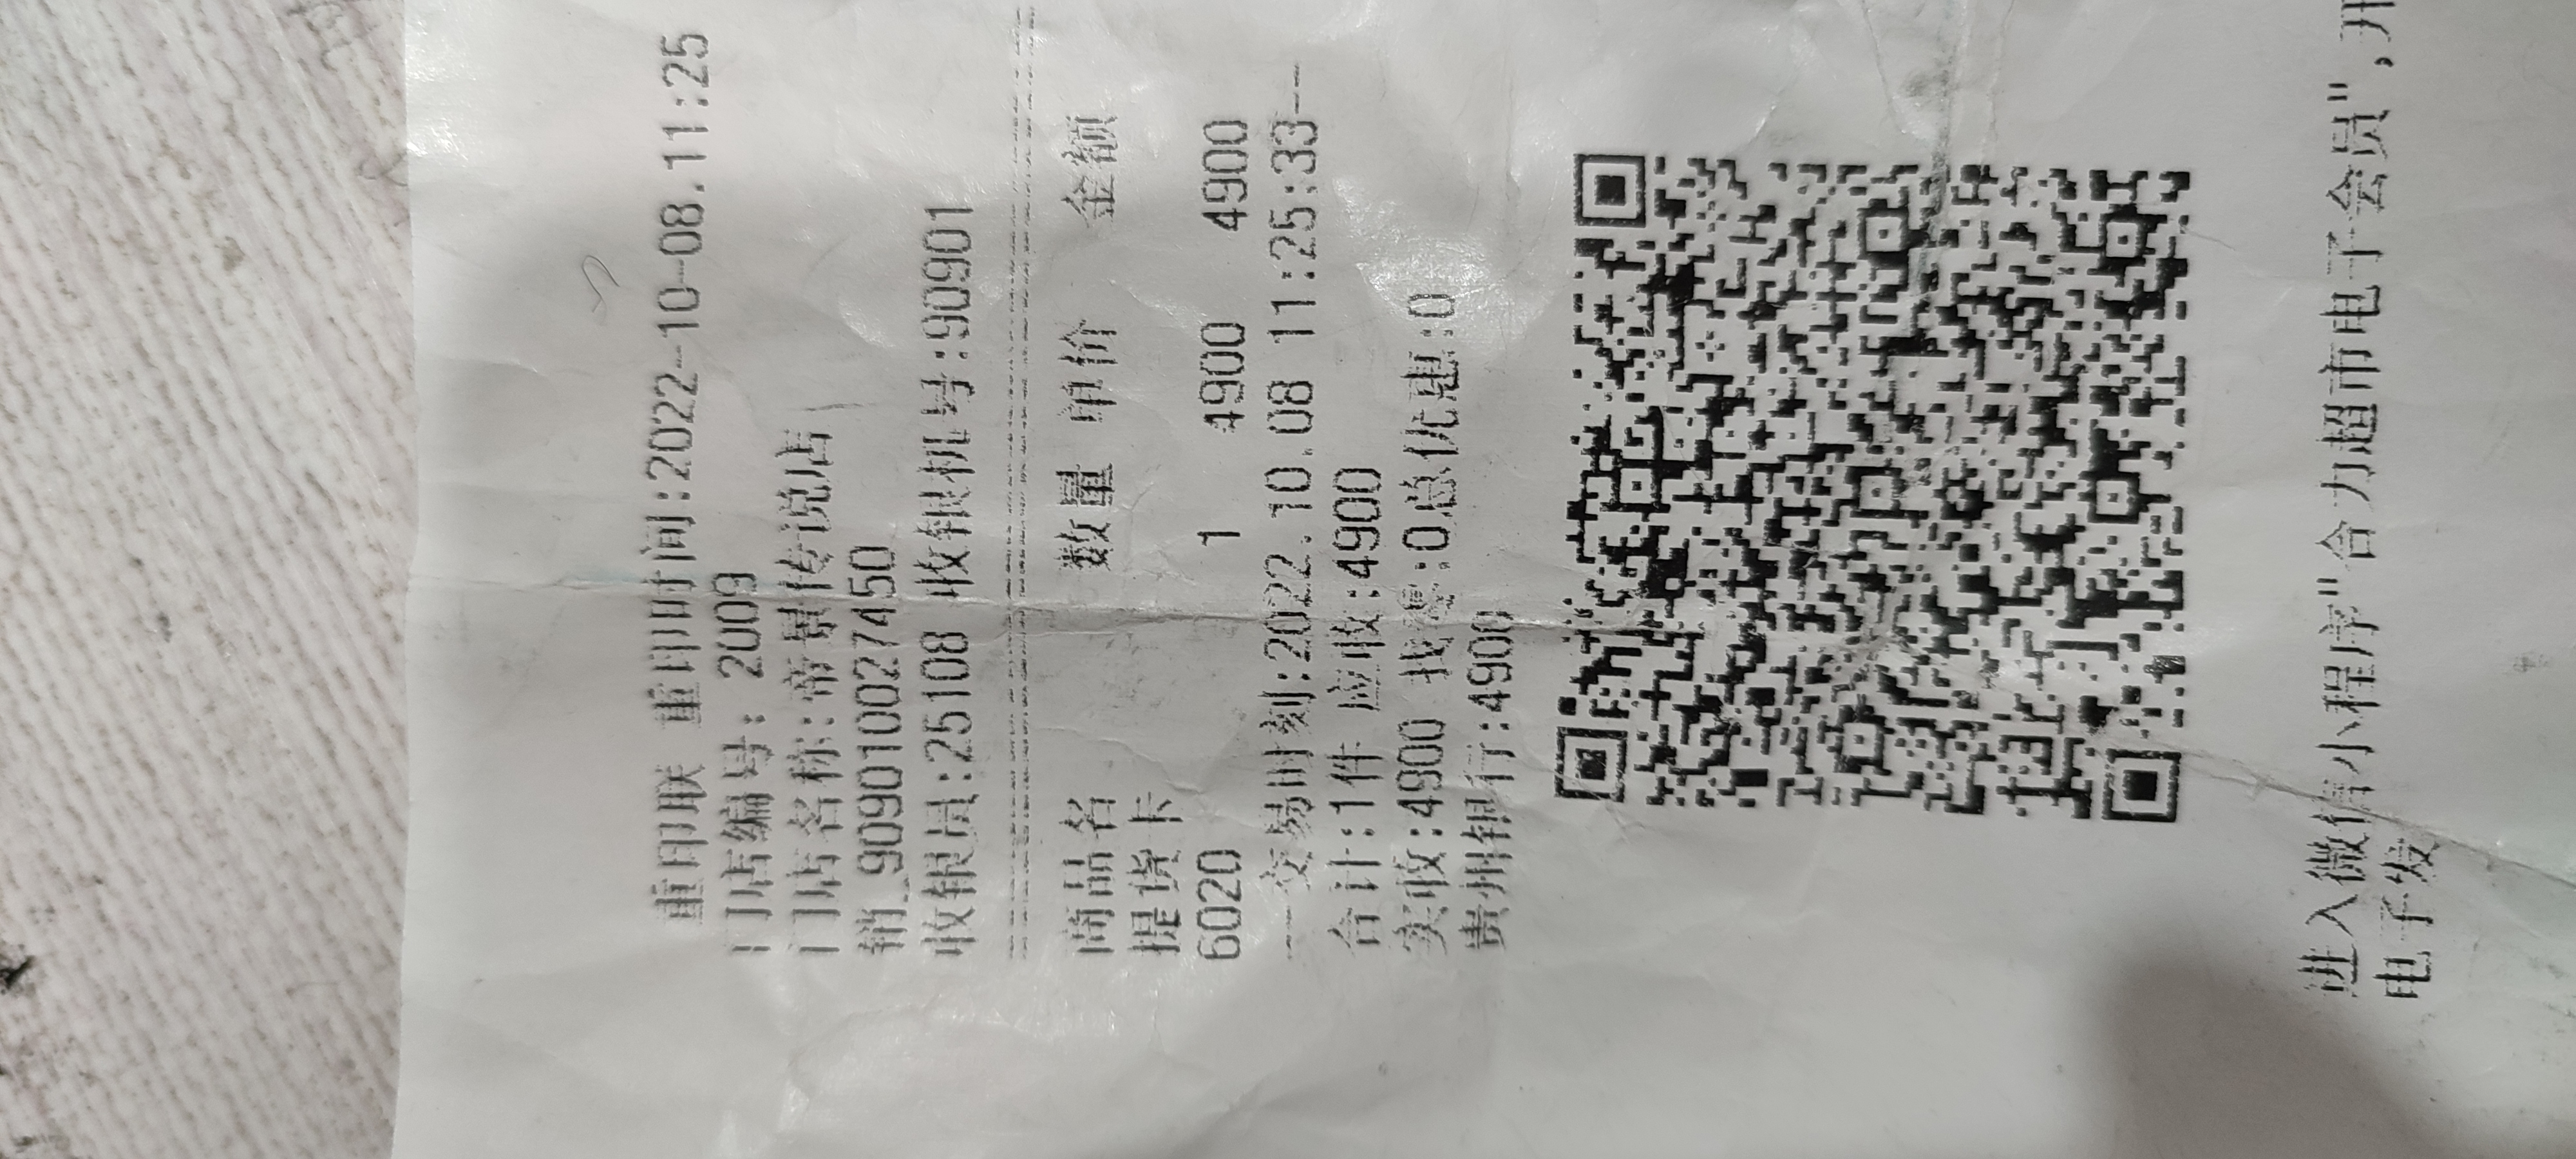 重印联 重印时间:2022-10-08.11:25
门店编号: 2009
门店名称:帝景传说店
销_909010027450
收银员:25108 收银机号:90901
商品名 数量 单价 金额
提货卡
6020 1 4900 4900
--交易时刻:2022.10.08 11:25:33--
合计:1件 应收:4900
实收:4900 找零:0总优惠:0
贵州银行:4900
进入微信小程序"合力超市电子会员",开
电子发